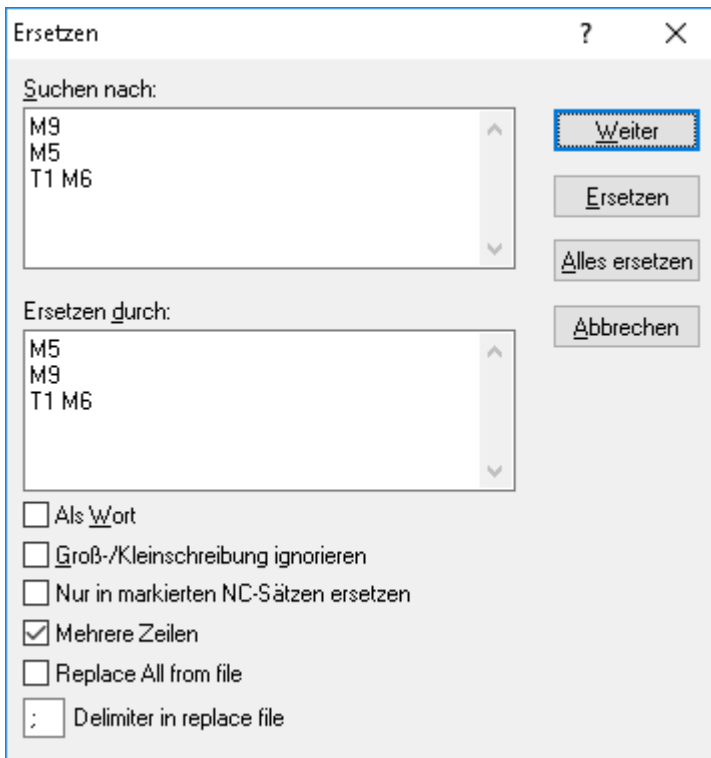 Ersetzen ?
Suchen nach:
M9
M5
T1 M6
Weiter
Ersetzen
Alles ersetzen
Abbrechen
Ersetzen durch:
M5
M9
T1 M6
Als Wort
Groß-/Kleinschreibung ignorieren
Nur in markierten NC-Sätzen ersetzen
Mehrere Zeilen
Replace All from file
; Delimiter in replace file